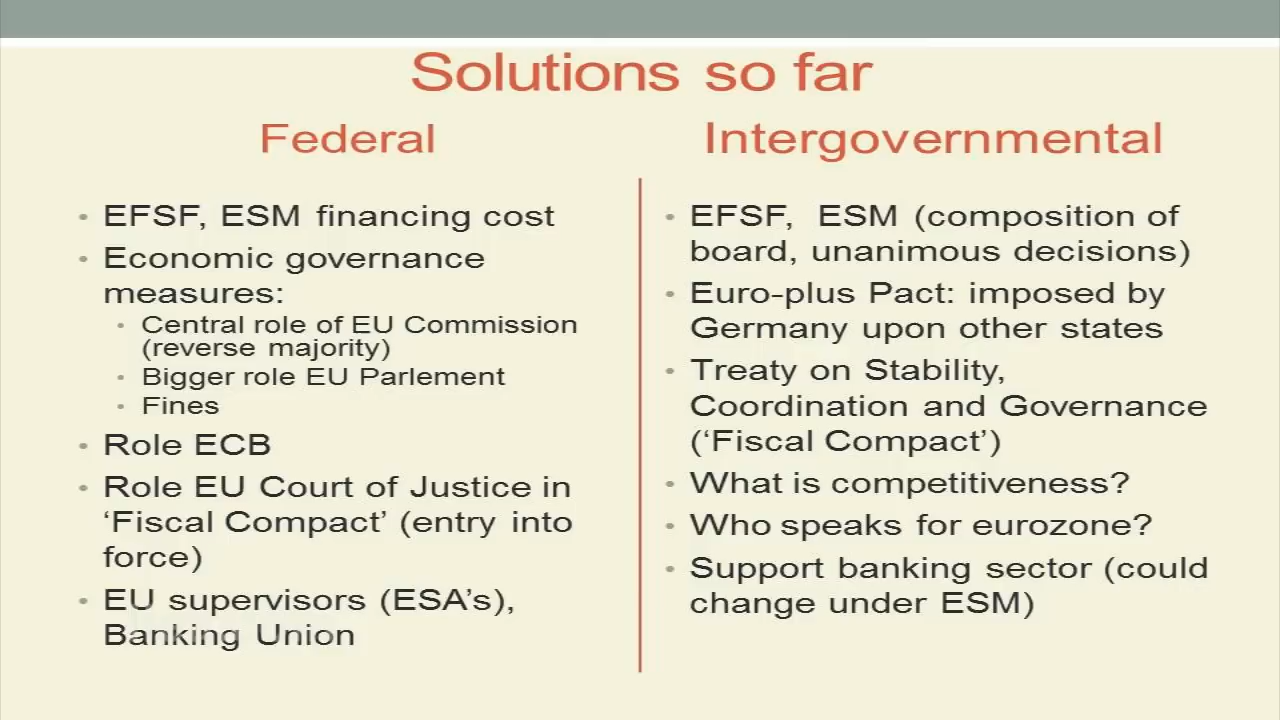 Solutions so far
Federal
• EFSF, ESM financing cost
• Economic governance
measures:
• Central role of EU Commission
(reverse majority)
• Bigger role EU Parlement
• Fines
• Role ECB
• Role EU Court of Justice in
‘Fiscal Compact’ (entry into
force)
• EU supervisors (ESA’s),
Banking Union
Intergovernmental
• EFSF, ESM (composition of
board, unanimous decisions)
• Euro-plus Pact: imposed by
Germany upon other states
• Treaty on Stability,
Coordination and Governance
(‘Fiscal Compact’)
• What is competitiveness?
• Who speaks for eurozone?
• Support banking sector (could
change under ESM)